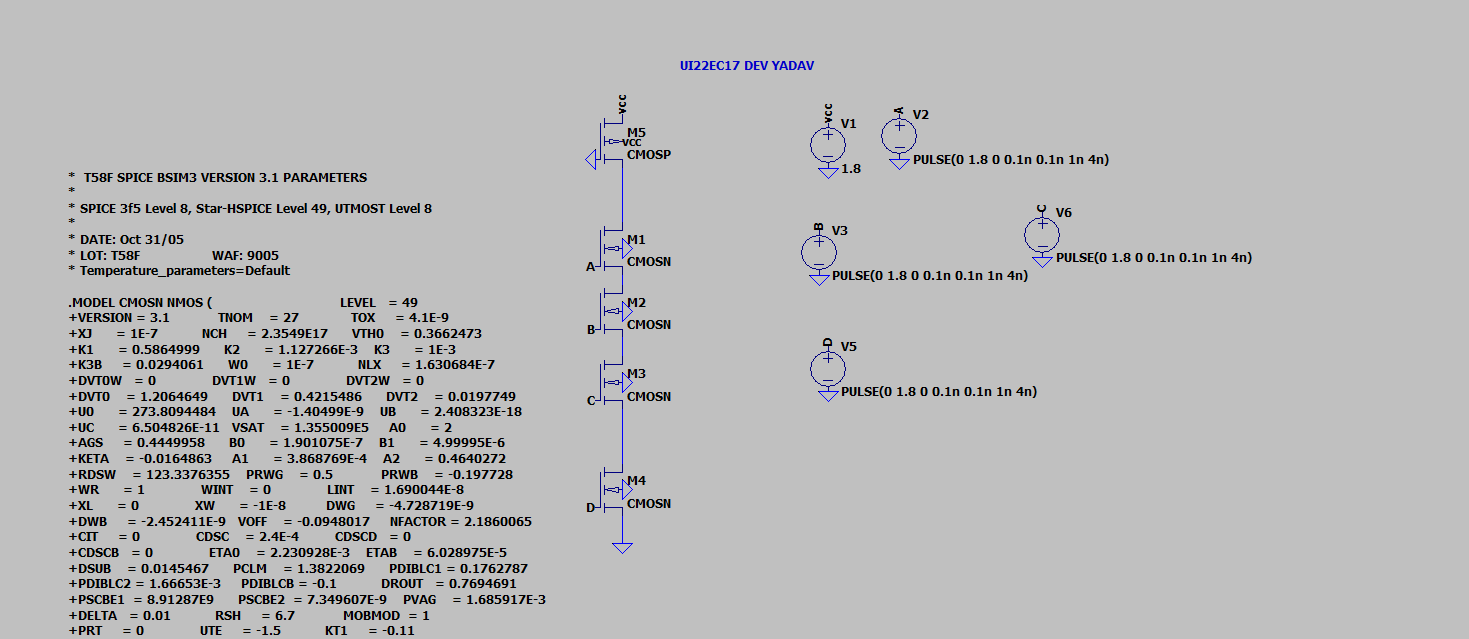 UI22EC17 DEV YADAV
vcc
M5
vcc
CMOSP
M1
A
CMOSN
M2
B
CMOSN
M3
C
CMOSN
M4
D
CMOSN
vcc
V1
1.8
A
V2
PULSE(0 1.8 0 0.1n 0.1n 1n 4n)
B
V3
PULSE(0 1.8 0 0.1n 0.1n 1n 4n)
C
V6
PULSE(0 1.8 0 0.1n 0.1n 1n 4n)
D
V5
PULSE(0 1.8 0 0.1n 0.1n 1n 4n)
* T58F SPICE BSIM3 VERSION 3.1 PARAMETERS
*
* SPICE 3f5 Level 8, Star-HSPICE Level 49, UTMOST Level 8
*
* DATE: Oct 31/05
* LOT: T58F WAF: 9005
* Temperature_parameters=Default
.MODEL CMOSN NMOS ( LEVEL = 49
+VERSION = 3.1 TNOM = 27 TOX = 4.1E-9
+XJ = 1E-7 NCH = 2.3549E17 VTH0 = 0.3662473
+K1 = 0.5864999 K2 = 1.127266E-3 K3 = 1E-3
+K3B = 0.0294061 W0 = 1E-7 NLX = 1.630684E-7
+DVT0W = 0 DVT1W = 0 DVT2W = 0
+DVT0 = 1.2064649 DVT1 = 0.4215486 DVT2 = 0.0197749
+U0 = 273.8094484 UA = -1.40499E-9 UB = 2.408323E-18
+UC = 6.504826E-11 VSAT = 1.355009E5 A0 = 2
+AGS = 0.4449958 B0 = 1.901075E-7 B1 = 4.99995E-6
+KETA = -0.0164863 A1 = 3.868769E-4 A2 = 0.4640272
+RDSW = 123.3376355 PRWG = 0.5 PRWB = -0.197728
+WR = 1 WINT = 0 LINT = 1.690044E-8
+XL = 0 XW = -1E-8 DWG = -4.728719E-9
+DWB = -2.452411E-9 VOFF = -0.0948017 NFACTOR = 2.1860065
+CIT = 0 CDSC = 2.4E-4 CDSCD = 0
+CDSCB = 0 ETA0 = 2.230928E-3 ETAB = 6.028975E-5
+DSUB = 0.0145467 PCLM = 1.3822069 PDIBLC1 = 0.1762787
+PDIBLC2 = 1.66653E-3 PDIBLCB = -0.1 DROUT = 0.7694691
+PSCBE1 = 8.91287E9 PSCBE2 = 7.349607E-9 PVAG = 1.685917E-3
+DELTA = 0.01 RSH = 6.7 MOBMOD = 1
+PRT = 0 UTE = -1.5 KT1 = -0.11